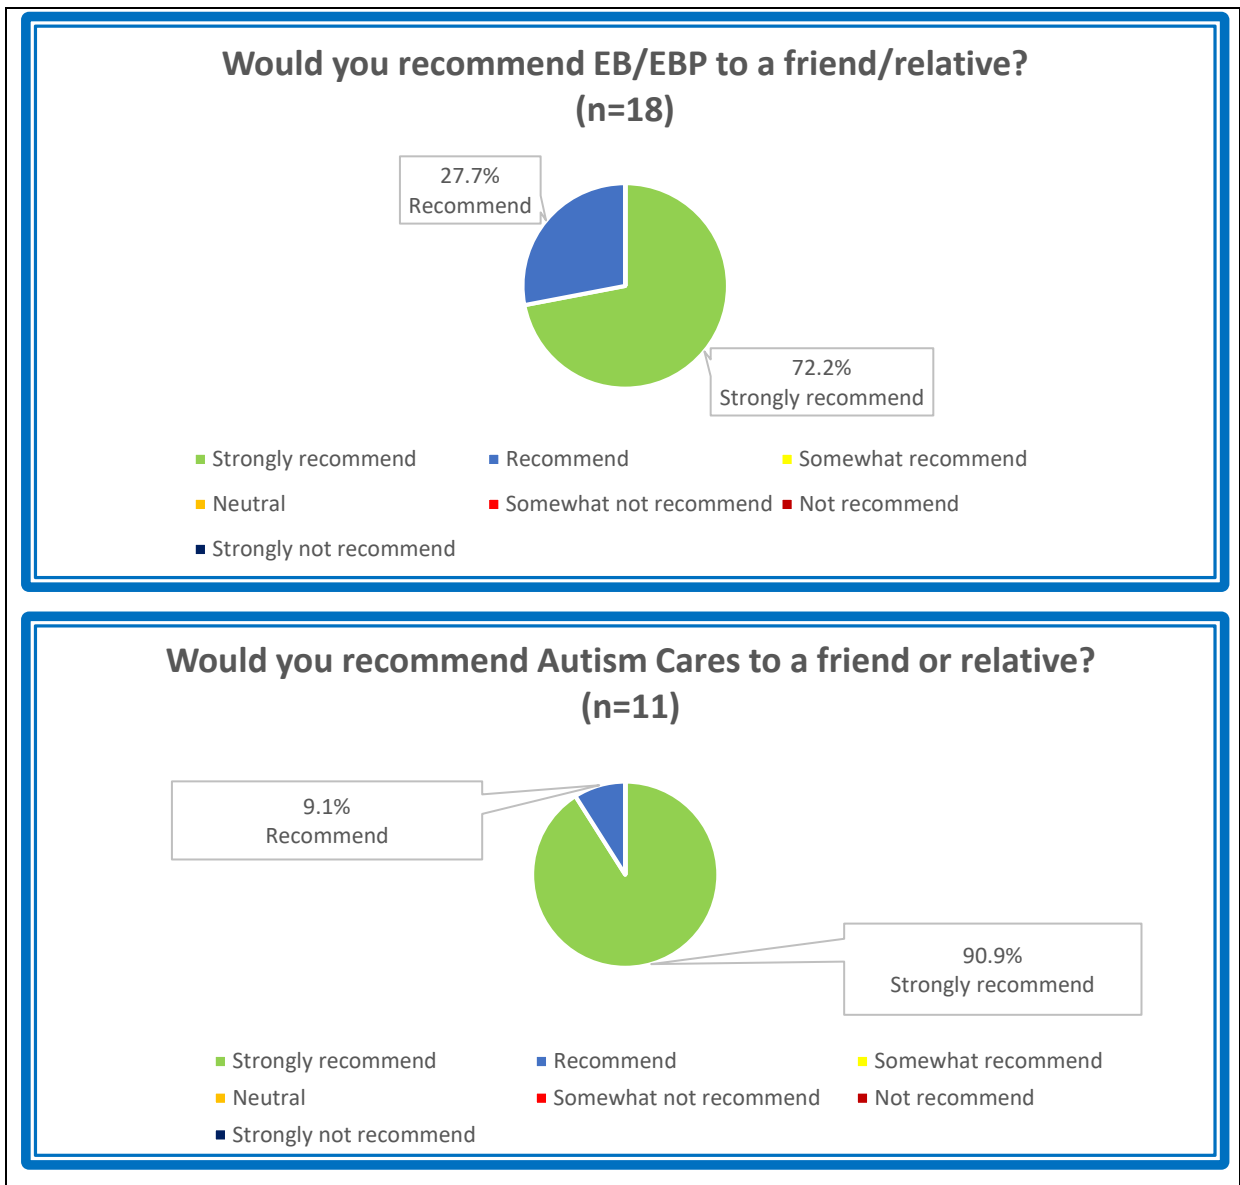 Would you recommend EB/EBP to a friend/relative?
(n=18)
27.7%
Recommend
72.2%
Strongly recommend
Strongly recommend
Recommend
Somewhat recommend
Neutral
Somewhat not recommend
Not recommend
Strongly not recommend
Would you recommend Autism Cares to a friend or relative?
(n=11)
9.1%
Recommend
90.9%
Strongly recommend
Strongly recommend
Recommend
Somewhat recommend
Neutral
Somewhat not recommend
Not recommend
Strongly not recommend